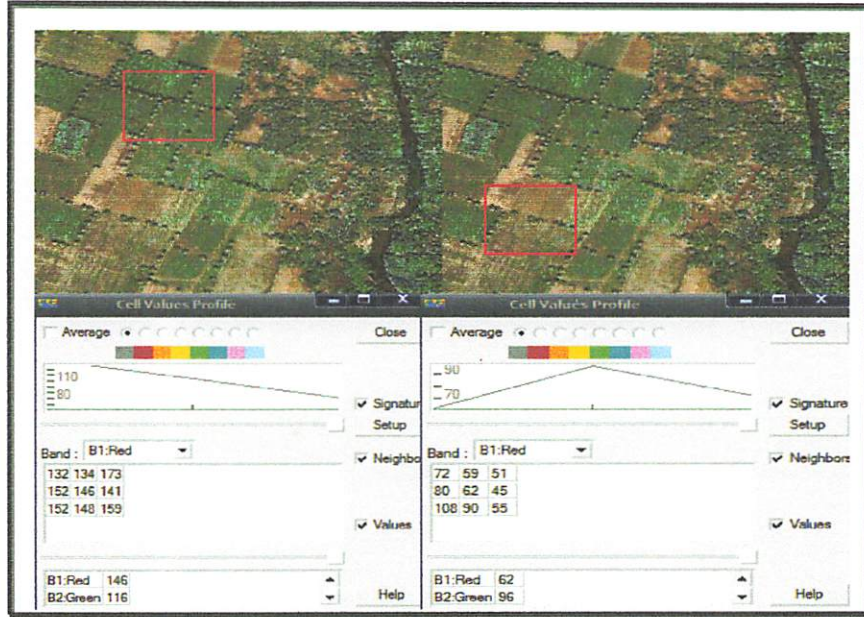 Cell Values Profile
Average
Close
110
80
Signatur
Setup
Band : B1:Red
Neighbo
132 134 173
152 146 141
152 148 159
Values
B1:Red 146
B2:Green 116
Help
Cell Values Profile
Average
Close
90
70
Signature
Setup
Band : B1:Red
Neighbors
72 59 51
80 62 45
108 90 55
Values
B1:Red 62
B2:Green 96
Help